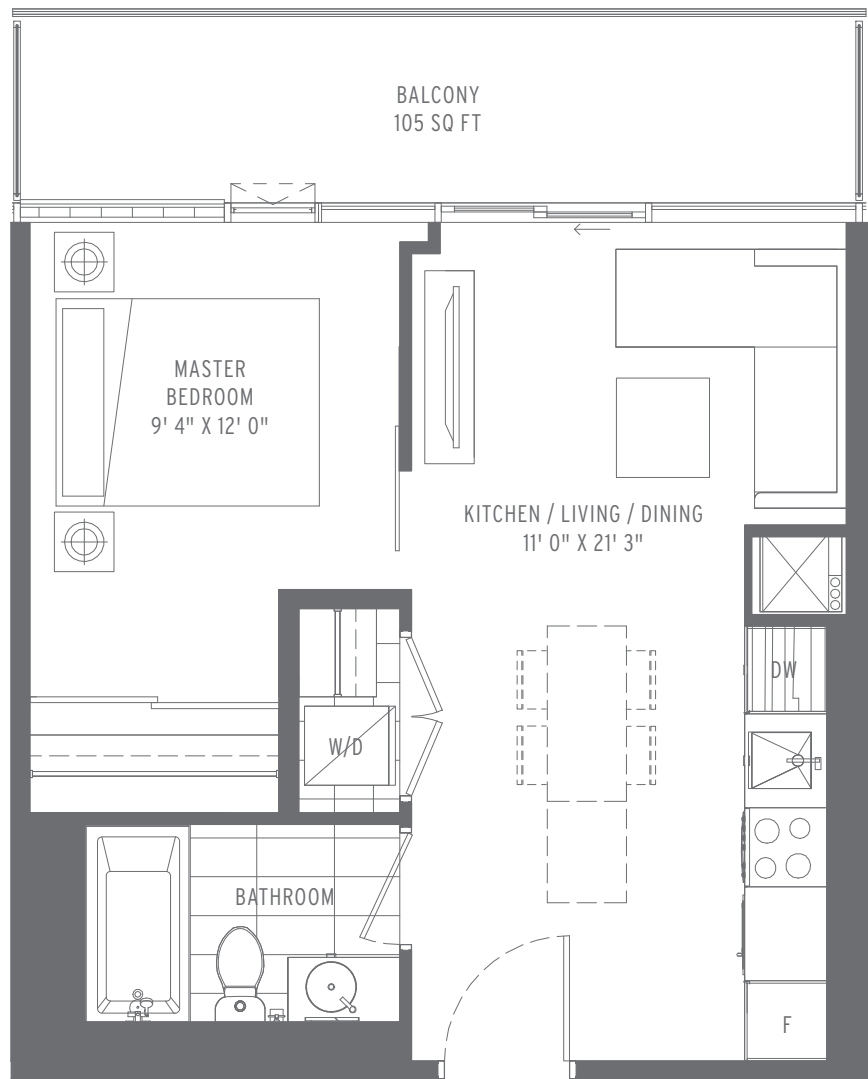 BALCONY
105 SQ FT
MASTER
BEDROOM
9' 4" X 12' 0"
KITCHEN / LIVING / DINING
11' 0" X 21' 3"
DW
W/D
BATHROOM
F